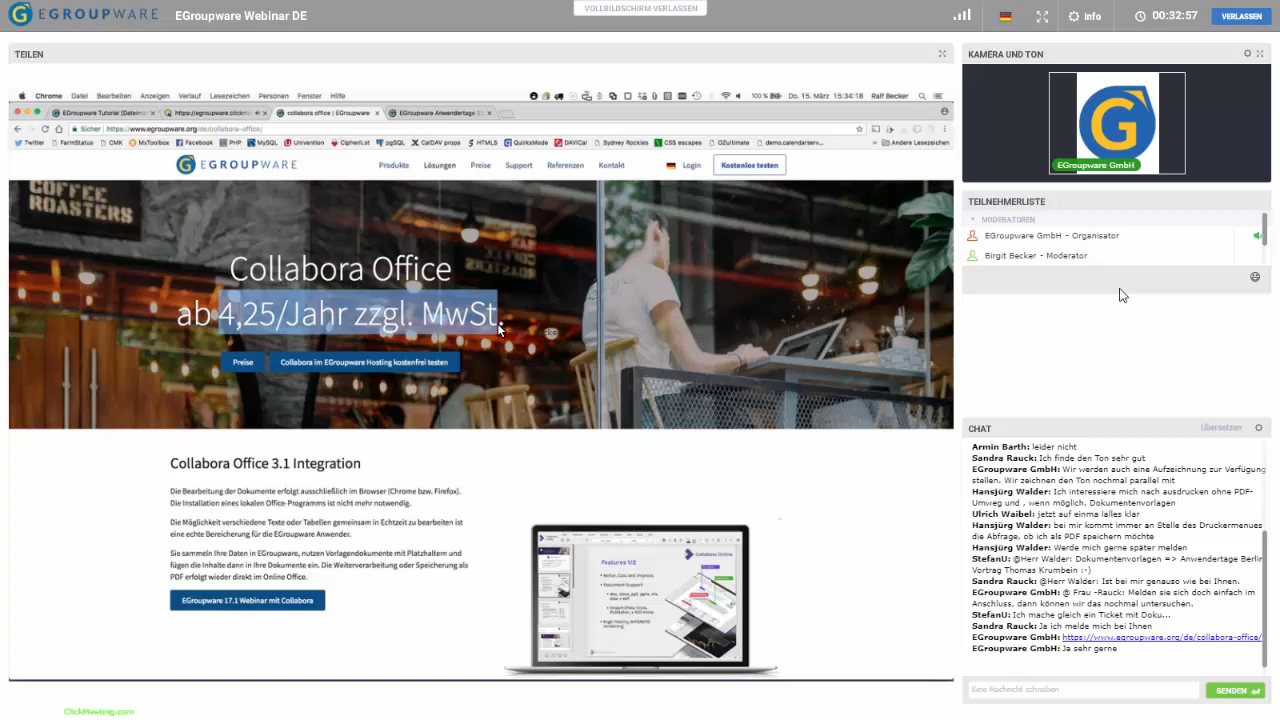 EGROUPWARE
EGroupware Webinar DE
VOLLBILDSCHIRM VERLASSEN
Info
00:32:57
VERLASSEN
TEILEN
Chrome Datei Bearbeiten Anzeigen Verlauf Lesezeichen Personen Fenster Hilfe
100 % Do. 15. März 15:34:18 Ralf Becker
EGroupware Tutorial (Dateiman
https://egroupware.clickm
collabora office | EGroupware
EGroupware Anwendertage 2
Sicher https://www.egroupware.org/de/collabora-office/
Twitter FarmStatus CMK MxToolbox Univention CipherList pgSQL Facebook PHP MySQL CalDAV props HTML5 QuirksMode DAViCal Sydney Rockies CSS escapes OZultimate demo.calendarserv... Andere Lesezeichen
EGROUPWARE
Produkte Lösungen Preise Support Referenzen Kontakt Login Kostenlos testen
COFFEE
ROASTERS
Collabora Office
ab 4,25/Jahr zzgl. MwSt.
Preise
Collabora im EGroupware Hosting kostenfrei testen
Collabora Office 3.1 Integration
Die Bearbeitung der Dokumente erfolgt ausschließlich im Browser (Chrome bzw. Firefox).
Die Installation eines lokalen Office-Programms ist nicht mehr notwendig.
Die Möglichkeit verschiedene Texte oder Tabellen gemeinsam in Echtzeit zu bearbeiten ist
eine echte Bereicherung für die EGroupware Anwender.
Sie sammeln Ihre Daten in EGroupware, nutzen Vorlagendokumente mit Platzhaltern und
fügen die Inhalte dann in Ihre Dokumente ein. Die Weiterverarbeitung oder Speicherung als
PDF erfolgt wieder direkt im Online Office.
EGroupware 17.1 Webinar mit Collabora
Collabora Online
ClickMeeting.com
KAMERA UND TON
EGroupware GmbH
TEILNEHMERLISTE
MODERATOREN
EGroupware GmbH - Organisator
Birgit Becker - Moderator
CHAT
Übersetzen
Armin Barth: leider nicht
Sandra Rauck: Ich finde den Ton sehr gut
EGroupware GmbH: Wir werden auch eine Aufzeichnung zur Verfügung
stellen. Wir zeichnen den Ton nochmal parallel mit
Hansjürg Walder: Ich interessiere mich nach ausdrucken ohne PDF-
Umweg und , wenn möglich, Dokumentenvorlagen
Ulrich Waibel: jetzt auf einma lalles klar
Hansjürg Walder: bei mir kommt immer an Stelle des Druckermenues
die Abfrage, ob ich als PDF speichern möchte
Hansjürg Walder: Werde mich gerne später melden
StefanU: @Herr Walder: Dokumentenvorlagen => Anwendertage Berlin
Vortrag Thomas Krumbein :-)
Sandra Rauck: @Herr Walder: Ist bei mir genauso wie bei Ihnen.
EGroupware GmbH: @ Frau -Rauck: Melden sie sich doch einfach im
Anschluss, dann können wir das nochmal untersuchen.
StefanU: Ich mache gleich ein Ticket mit Doku...
Sandra Rauck: Ja ich melde mich bei Ihnen
EGroupware GmbH: https://www.egroupware.org/de/collabora-office/
EGroupware GmbH: Ja sehr gerne
Eine Nachricht schreiben
SENDEN